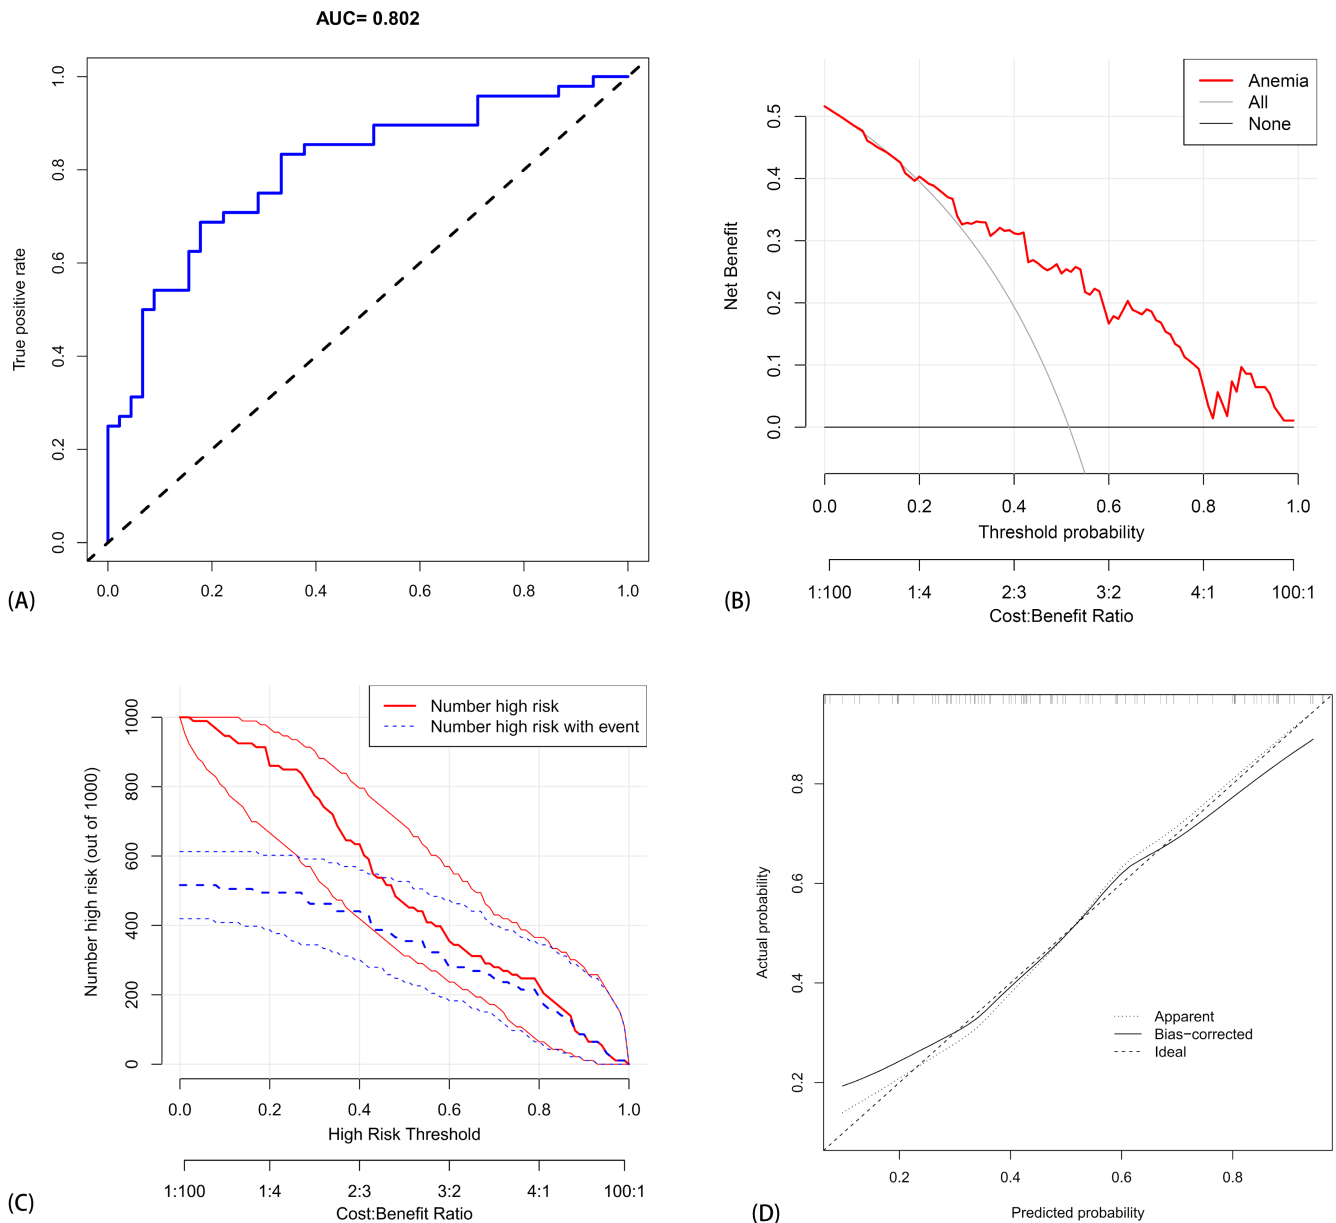 AUC= 0.802
True positive rate
1.0
0.8
0.6
0.4
0.2
0.0
0.0 0.2 0.4 0.6 0.8 1.0
(A)
Anemia
All
None
Net Benefit
0.5
0.4
0.3
0.2
0.1
0.0
0.0 0.2 0.4 0.6 0.8 1.0
Threshold probability
1:100 1:4 2:3 3:2 4:1 100:1
Cost:Benefit Ratio
(B)
Number high risk
Number high risk with event
Number high risk (out of 1000)
1000
800
600
400
200
0
0.0 0.2 0.4 0.6 0.8 1.0
High Risk Threshold
1:100 1:4 2:3 3:2 4:1 100:1
Cost:Benefit Ratio
(C)
Actual probability
0.8
0.6
0.4
0.2
Apparent
Bias−corrected
Ideal
0.2 0.4 0.6 0.8
Predicted probability
(D)